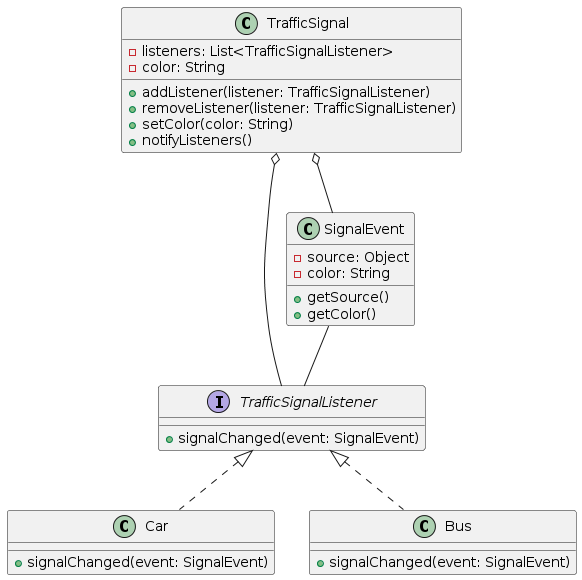 C TrafficSignal
listeners: List<TrafficSignalListener>
color: String
addListener(listener: TrafficSignalListener)
removeListener(listener: TrafficSignalListener)
setColor(color: String)
notifyListeners()
C SignalEvent
source: Object
color: String
getSource()
getColor()
I TrafficSignalListener
signalChanged(event: SignalEvent)
C Car
signalChanged(event: SignalEvent)
C Bus
signalChanged(event: SignalEvent)